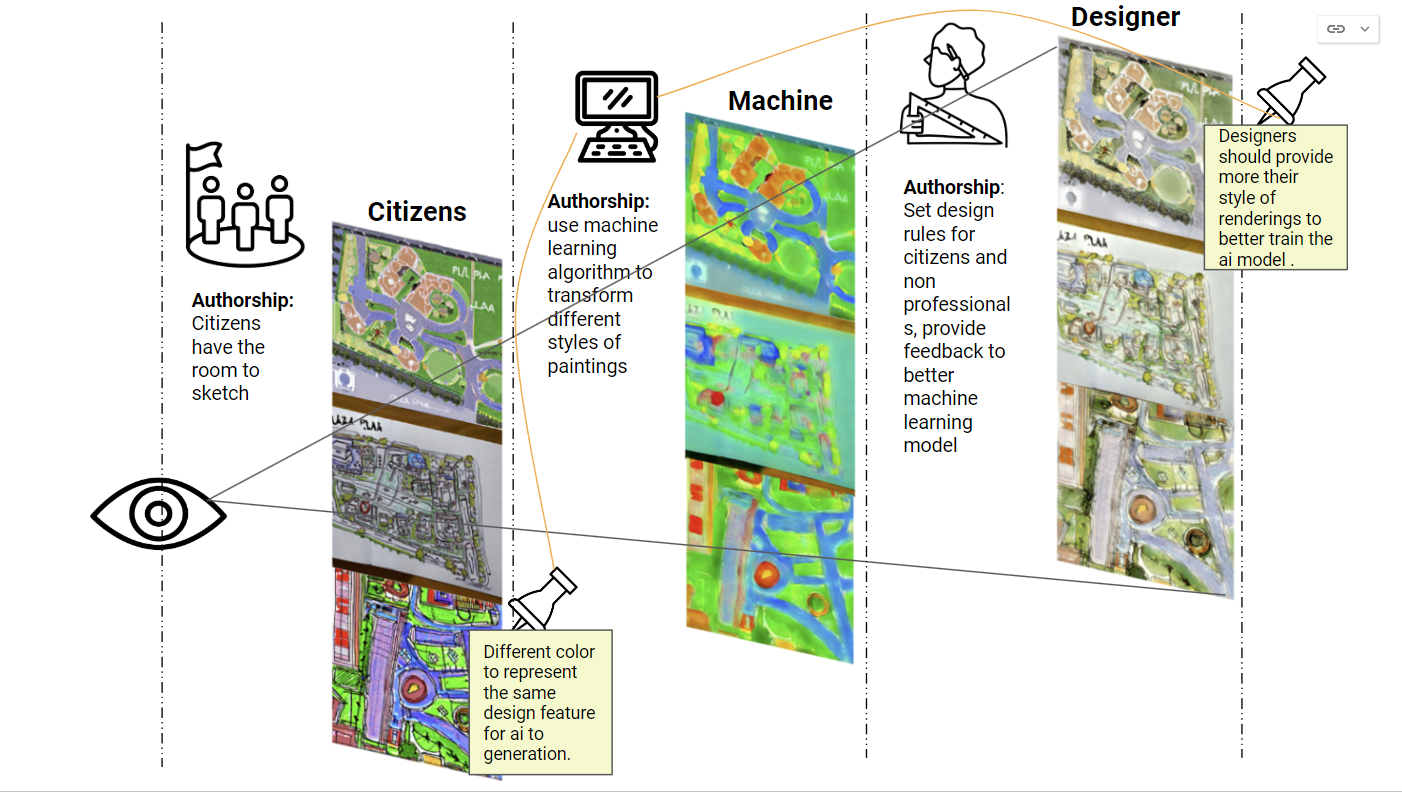 Designer
Machine
Citizens
Authorship:
Citizens
have the
room to
sketch
Authorship:
use machine
learning
algorithm to
transform
different
styles of
paintings
Authorship:
Set design
rules for
citizens and
non
professional
s, provide
feedback to
better
machine
learning
model
Designers
should provide
more their
style of
renderings to
better train the
ai model .
Different color
to represent
the same
design feature
for ai to
generation.